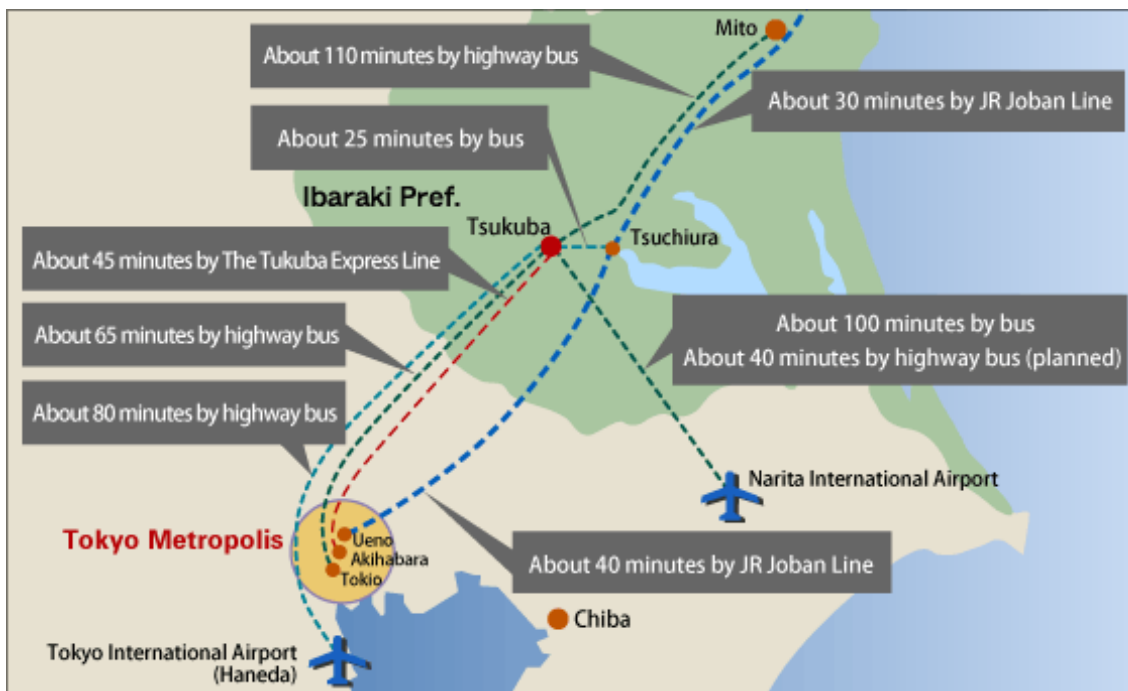 Mito
About 110 minutes by highway bus
About 30 minutes by JR Joban Line
About 25 minutes by bus
Ibaraki Pref.
Tsukuba
Tsuchiura
About 45 minutes by The Tukuba Express Line
About 65 minutes by highway bus
About 100 minutes by bus
About 40 minutes by highway bus (planned)
About 80 minutes by highway bus
Narita International Airport
Tokyo Metropolis
Ueno
Akihabara
Tokio
About 40 minutes by JR Joban Line
Chiba
Tokyo International Airport
(Haneda)